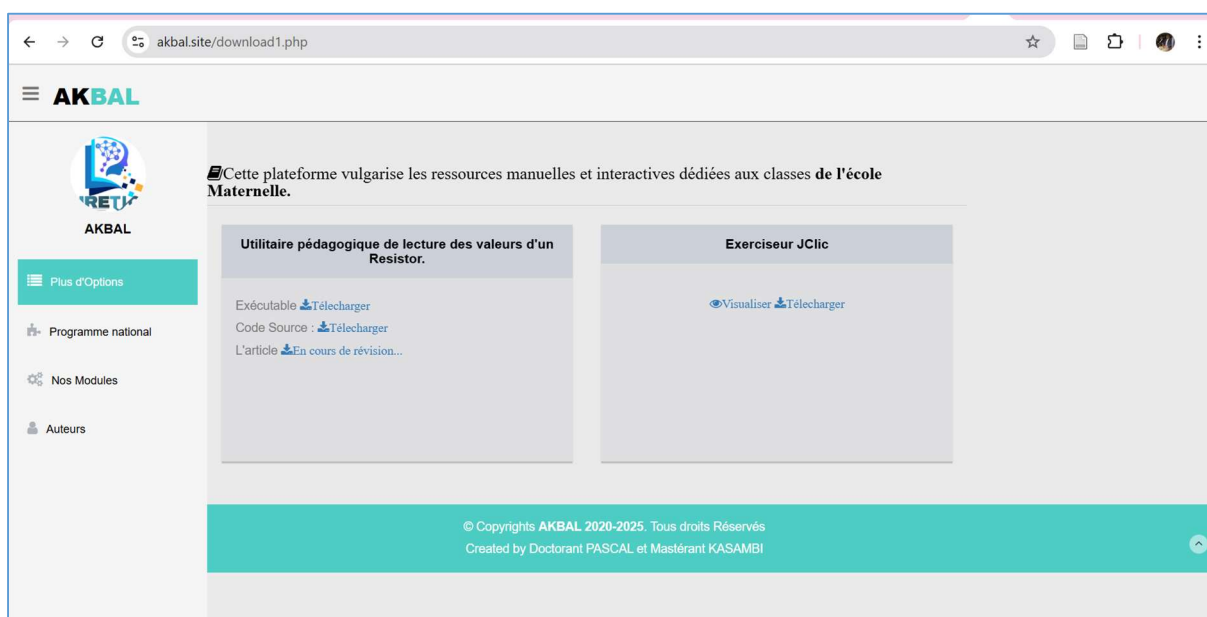 akbal.site/download1.php
AKBAL
RETI
AKBAL
Plus d'Options
Programme national
Nos Modules
Auteurs
Cette plateforme vulgarise les ressources manuelles et interactives dédiées aux classes de l'école
Maternelle.
Utilitaire pédagogique de lecture des valeurs d'un
Resistor.
Exécutable Télecharger
Code Source : Télecharger
L'article En cours de révision...
Exerciseur JClic
Visualiser Télecharger
© Copyrights AKBAL 2020-2025. Tous droits Réservés
Created by Doctorant PASCAL et Mastérant KASAMBI